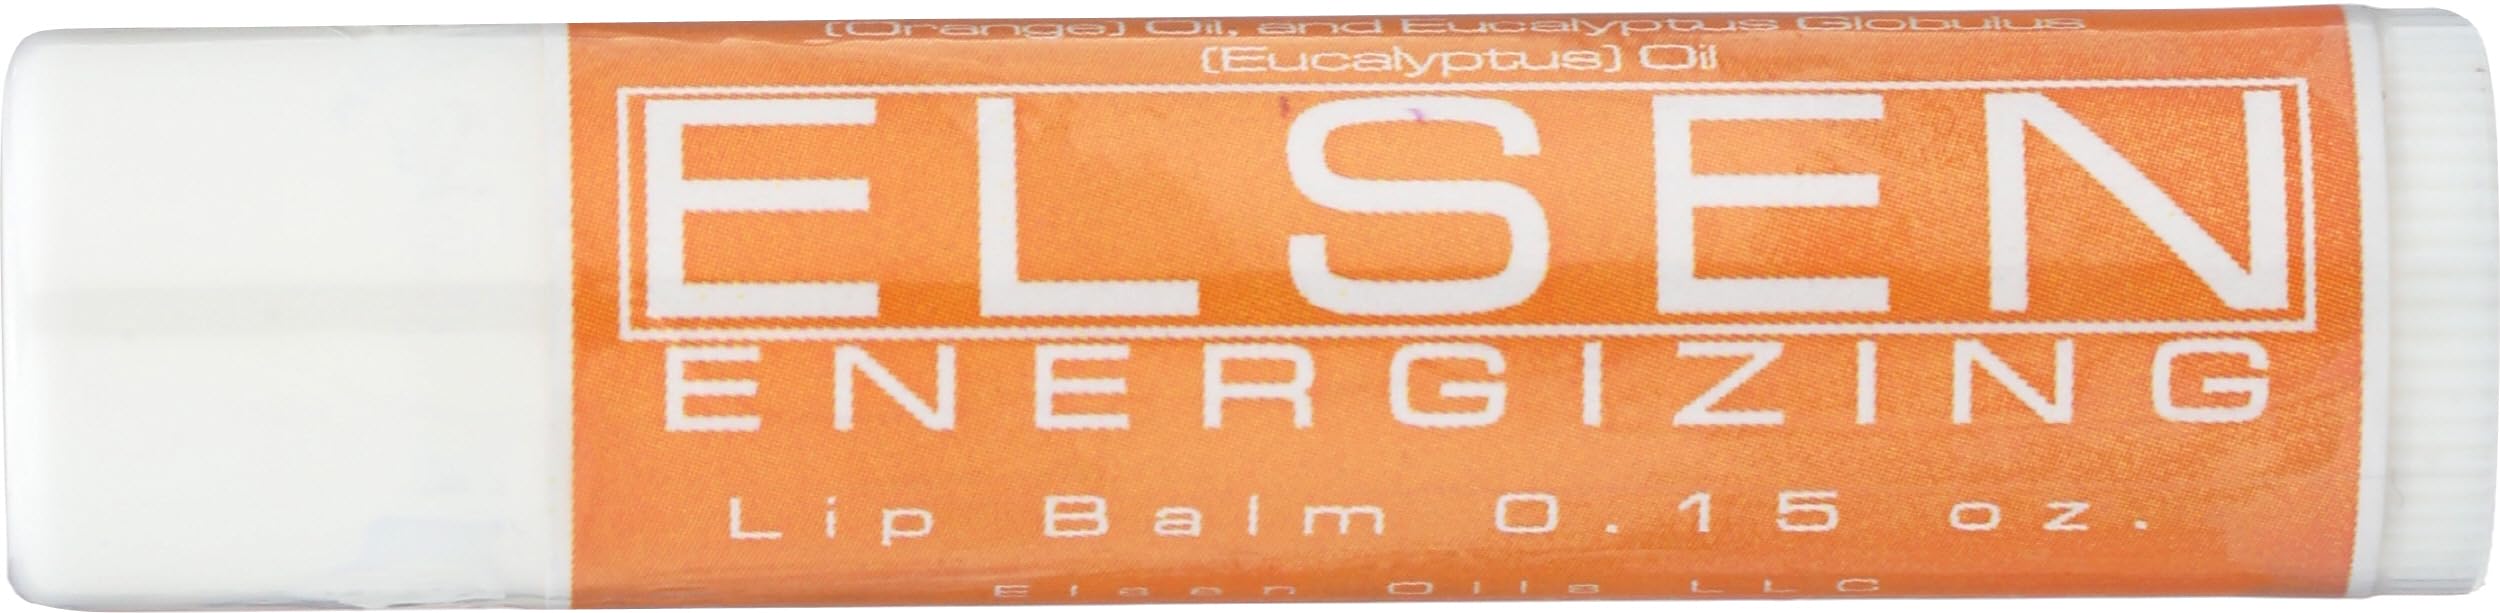 (Orange) Oil, and Eucalyptus Globulus
(Eucalyptus) Oil
ELSEN
ENERGIZING
Lip Balm 0.15 oz.
Elsen Oils LLC